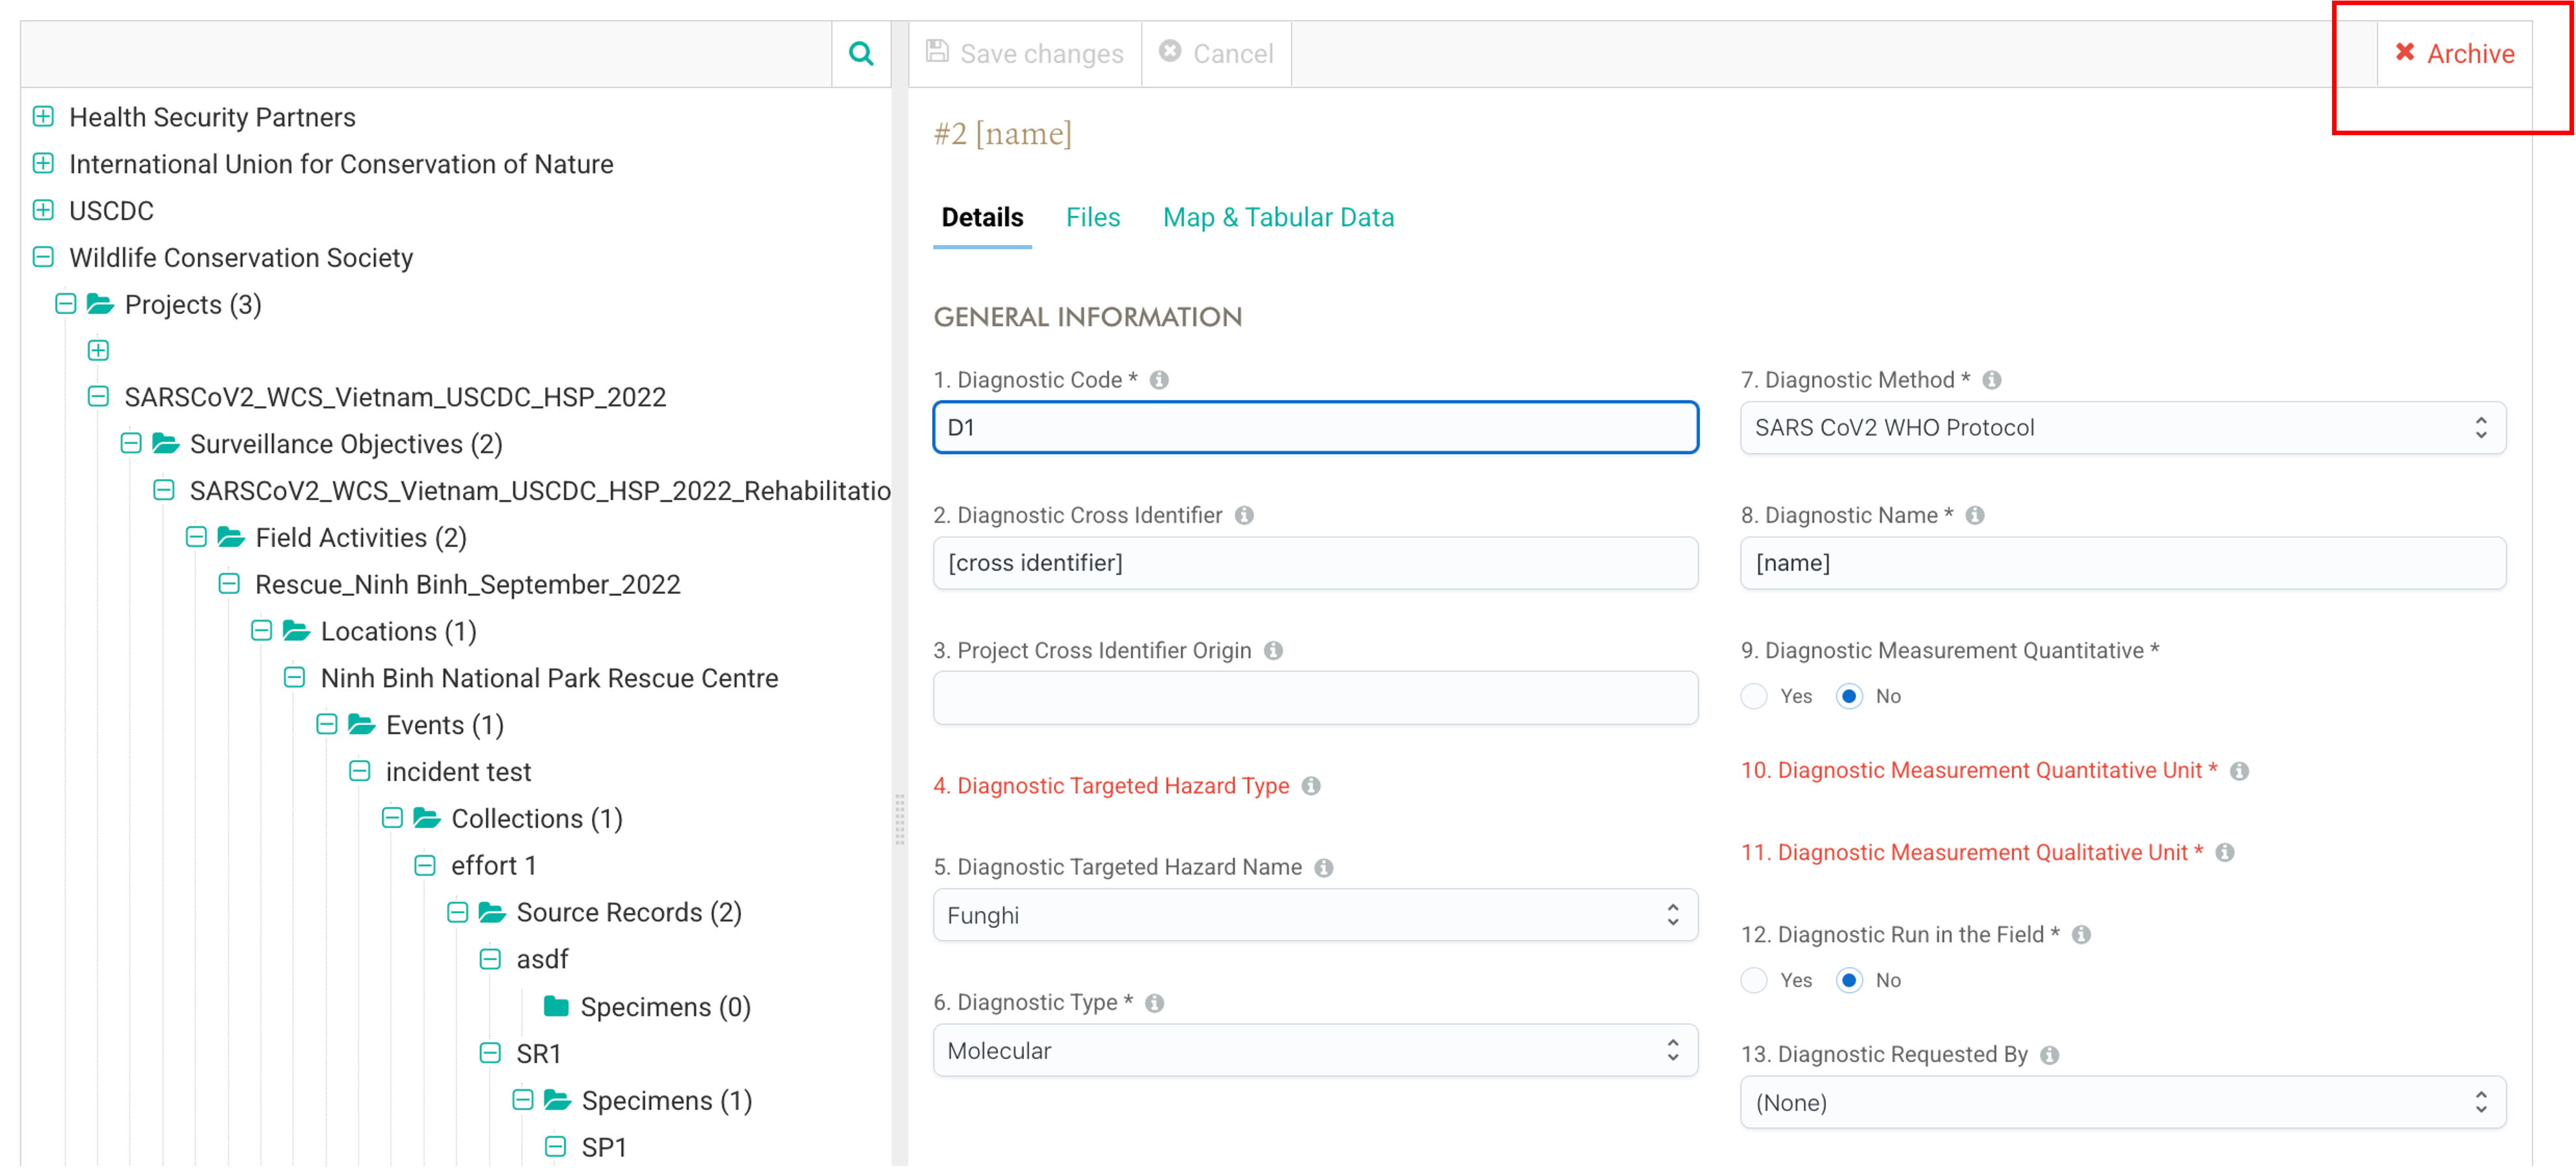 Save changes
Cancel
Archive
Health Security Partners
International Union for Conservation of Nature
USCDC
Wildlife Conservation Society
Projects (3)
SARSCoV2_WCS_Vietnam_USCDC_HSP_2022
Surveillance Objectives (2)
SARSCoV2_WCS_Vietnam_USCDC_HSP_2022_Rehabilitatio
Field Activities (2)
Rescue_Ninh Binh_September_2022
Locations (1)
Ninh Binh National Park Rescue Centre
Events (1)
incident test
Collections (1)
effort 1
Source Records (2)
asdf
Specimens (0)
SR1
Specimens (1)
SP1
#2 [name]
Details Files Map & Tabular Data
GENERAL INFORMATION
1. Diagnostic Code *
D1
2. Diagnostic Cross Identifier
[cross identifier]
3. Project Cross Identifier Origin
4. Diagnostic Targeted Hazard Type
5. Diagnostic Targeted Hazard Name
Funghi
6. Diagnostic Type *
Molecular
7. Diagnostic Method *
SARS CoV2 WHO Protocol
8. Diagnostic Name *
[name]
9. Diagnostic Measurement Quantitative *
Yes No
10. Diagnostic Measurement Quantitative Unit *
11. Diagnostic Measurement Qualitative Unit *
12. Diagnostic Run in the Field *
Yes No
13. Diagnostic Requested By
(None)